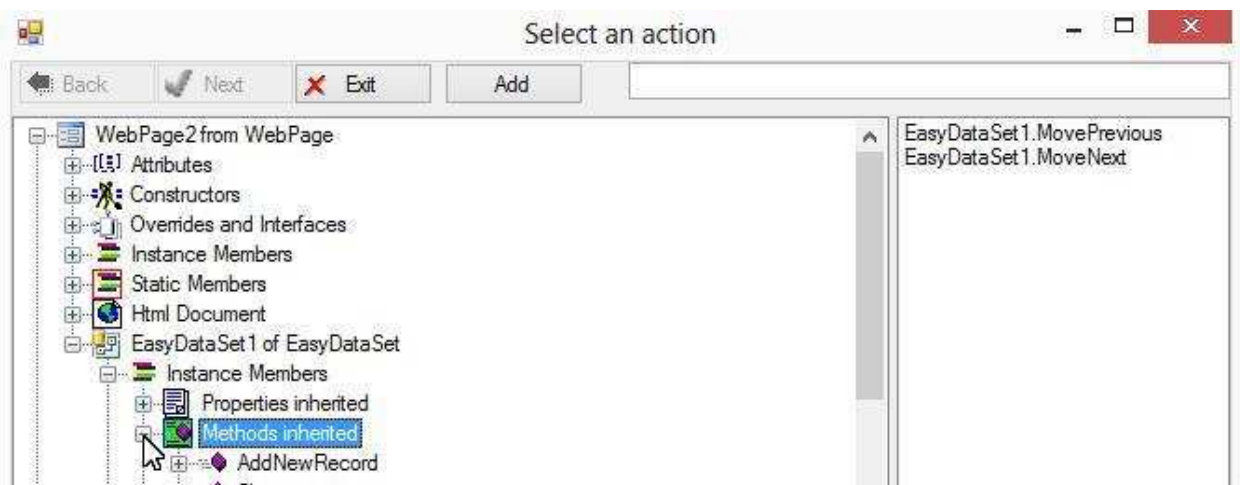 Select an action
Back Next Exit Add
WebPage2 from WebPage
Attributes
Constructors
Overrides and Interfaces
Instance Members
Static Members
Html Document
EasyDataSet1 of EasyDataSet
Instance Members
Properties inherited
Methods inherited
AddNewRecord
EasyDataSet1.MovePrevious
EasyDataSet1.MoveNext